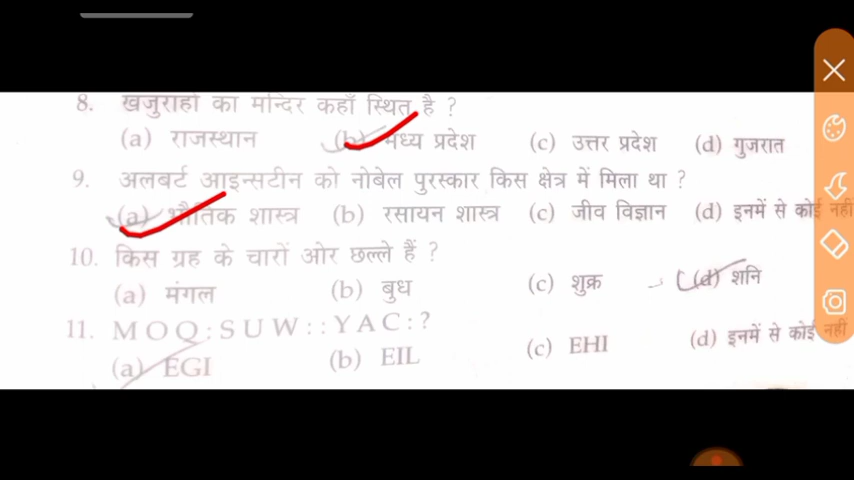 8. खजुराहो का मन्दिर कहाँ स्थित है ?
(a) राजस्थान (b) मध्य प्रदेश (c) उत्तर प्रदेश (d) गुजरात
9. अलबर्ट आइन्सटीन को नोबेल पुरस्कार किस क्षेत्र में मिला था ?
(a) भौतिक शास्त्र (b) रसायन शास्त्र (c) जीव विज्ञान (d) इनमें से कोई नहीं
10. किस ग्रह के चारों ओर छल्ले हैं ?
(a) मंगल (b) बुध (c) शुक्र (d) शनि
11. M O Q : S U W : : Y A C : ?
(a) EGI (b) EIL (c) EHI (d) इनमें से कोई नहीं